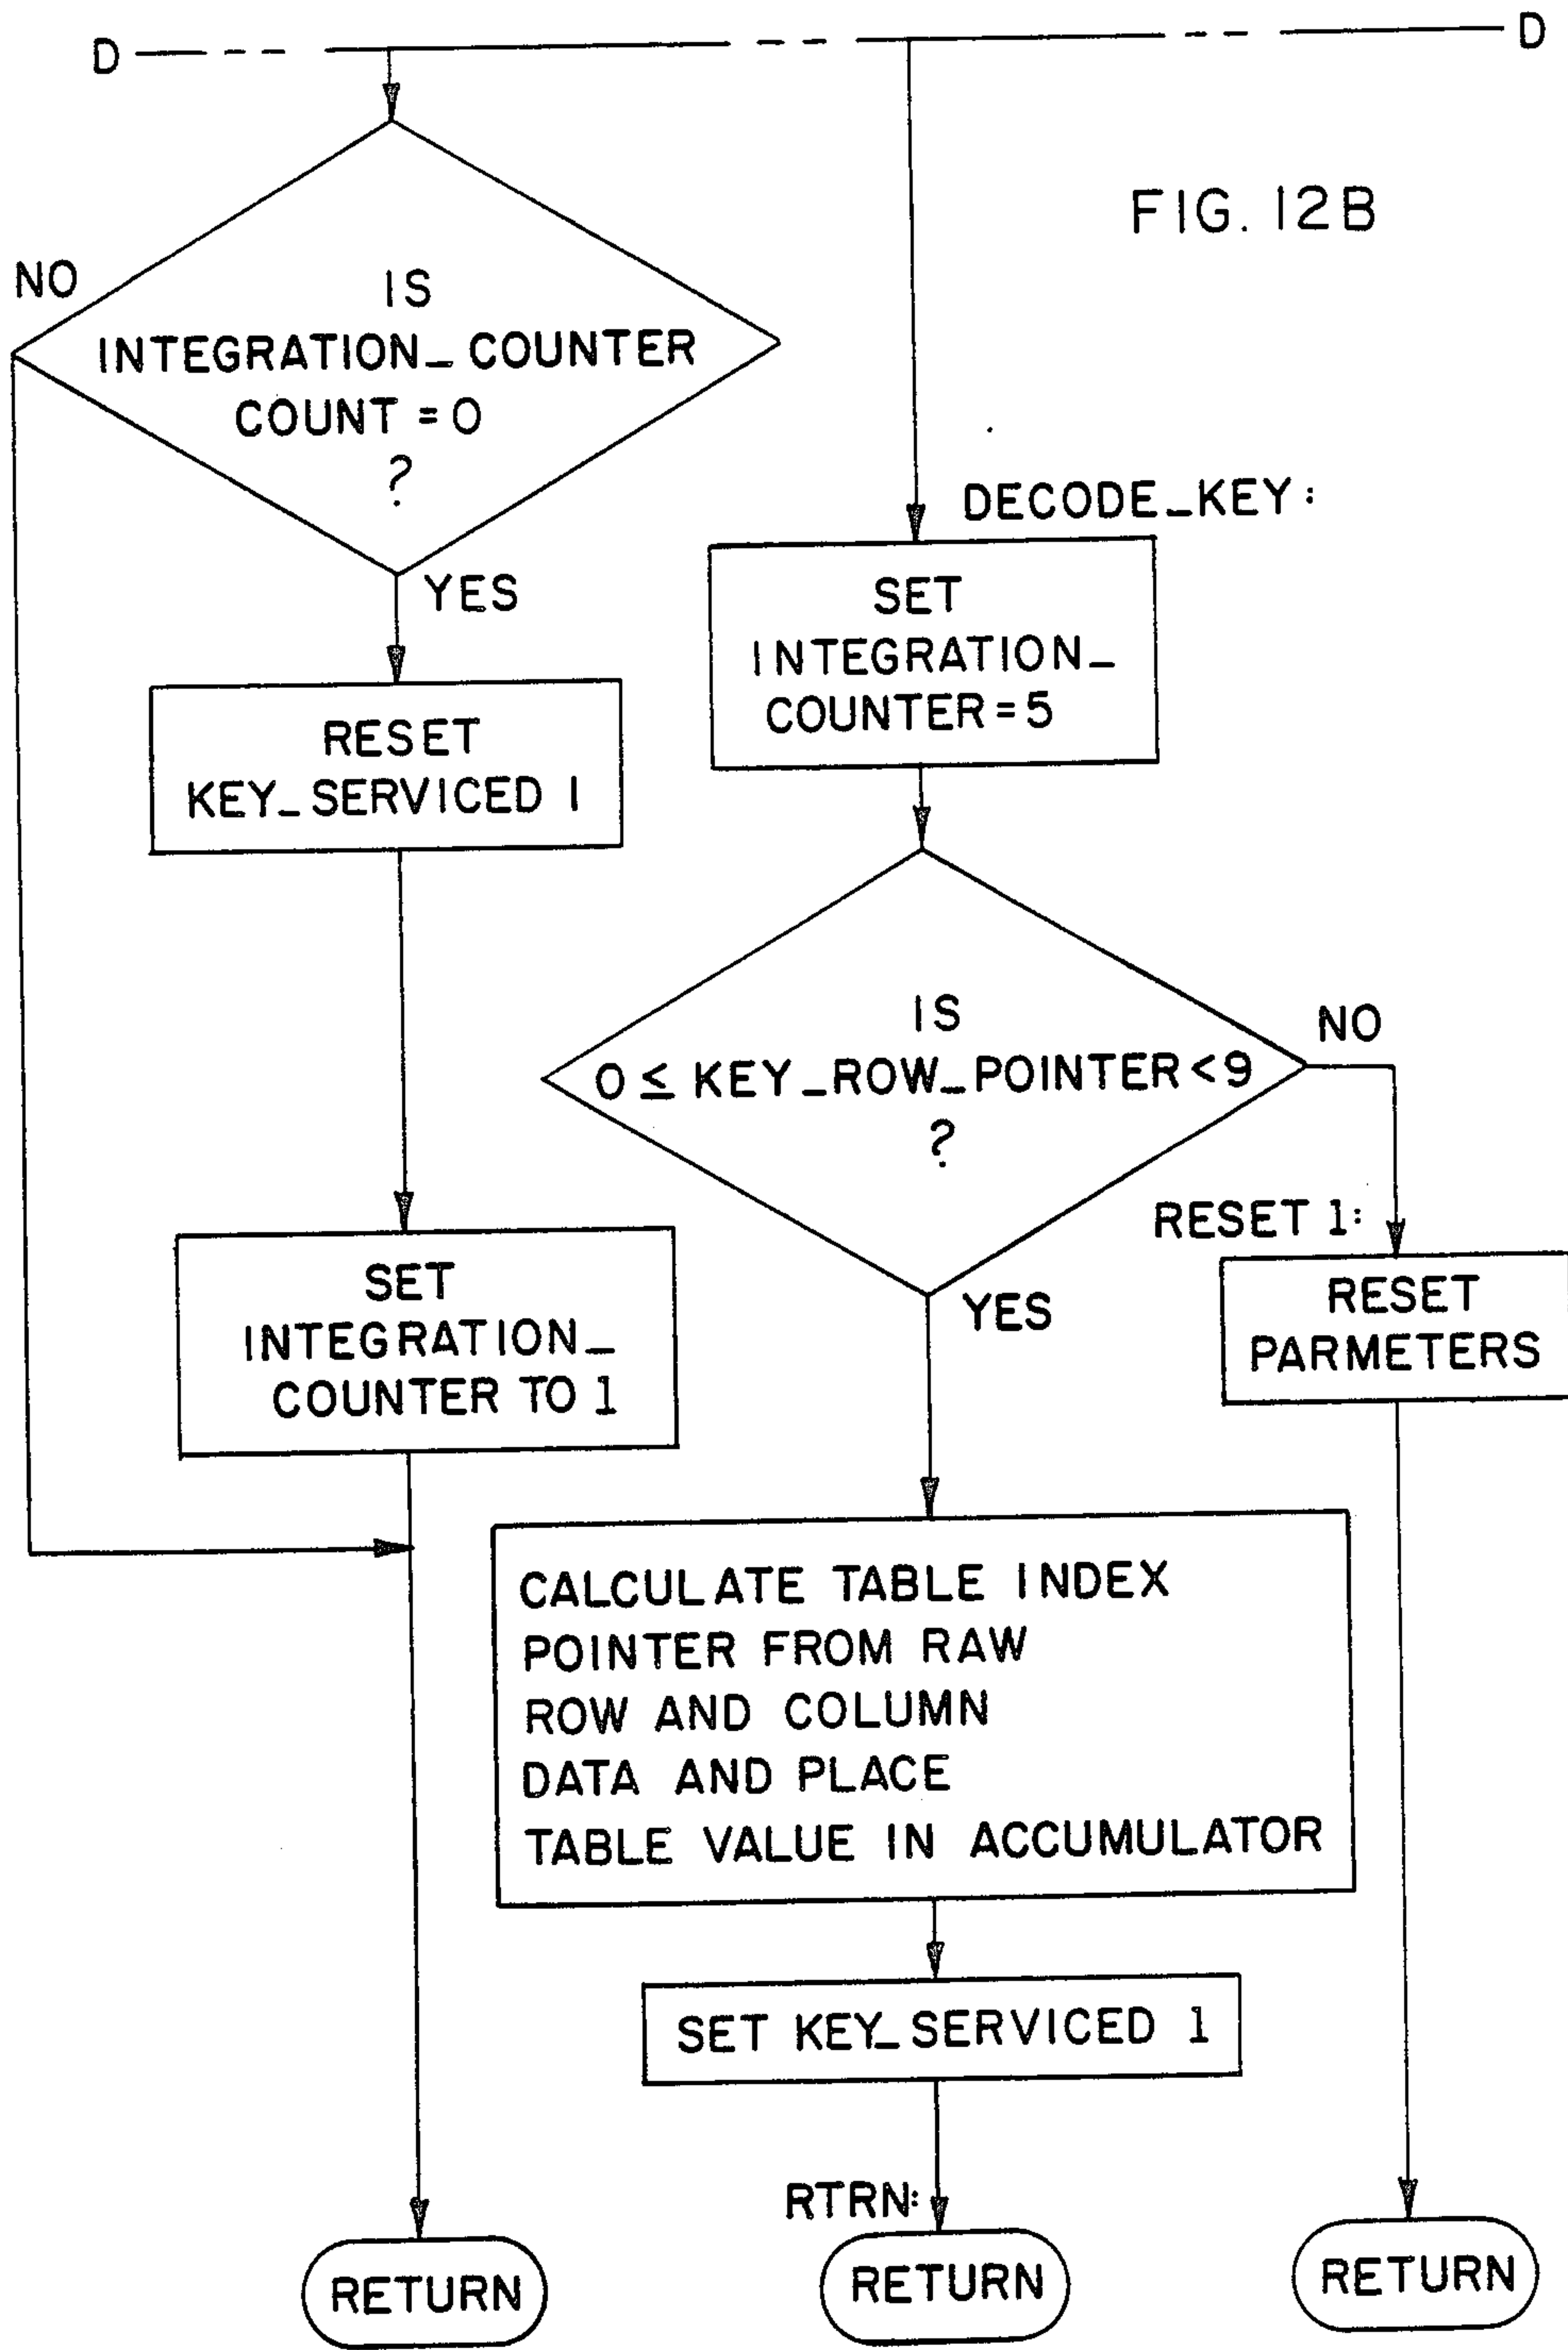 D D
FIG. 12B
NO
IS
INTEGRATION_COUNTER
COUNT = 0
?
YES
RESET
KEY_SERVICED 1
SET
INTEGRATION_
COUNTER TO 1
RETURN
DECODE_KEY:
SET
INTEGRATION_
COUNTER = 5
IS
0 ≤ KEY_ROW_POINTER < 9
?
NO
YES
RESET 1:
RESET
PARMETERS
CALCULATE TABLE INDEX
POINTER FROM RAW
ROW AND COLUMN
DATA AND PLACE
TABLE VALUE IN ACCUMULATOR
SET KEY_SERVICED 1
RTRN:
RETURN
RETURN